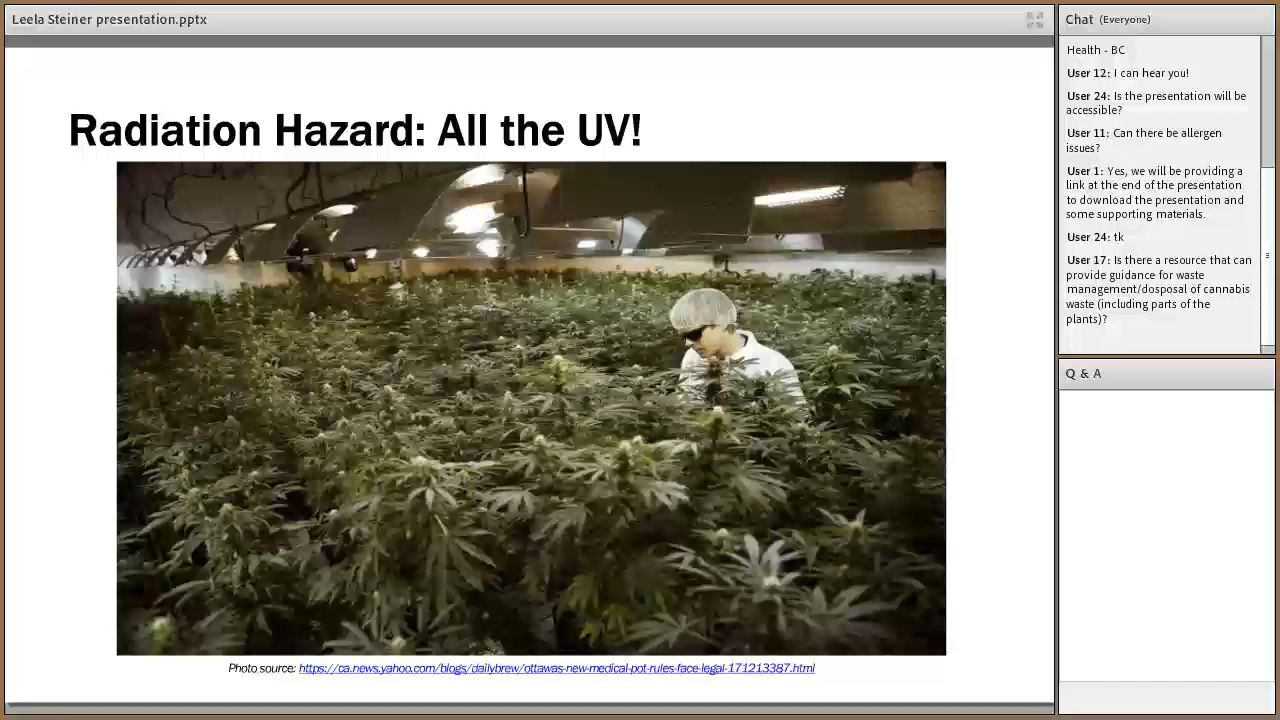 Leela Steiner presentation.pptx
Radiation Hazard: All the UV!
Photo source: https://ca.news.yahoo.com/blogs/dailybrew/ottawas-new-medical-pot-rules-face-legal-171213387.html
Chat (Everyone)
Health - BC
User 12: I can hear you!
User 24: Is the presentation will be
accessible?
User 11: Can there be allergen
issues?
User 1: Yes, we will be providing a
link at the end of the presentation
to download the presentation and
some supporting materials.
User 24: tk
User 17: Is there a resource that can
provide guidance for waste
management/dosposal of cannabis
waste (including parts of the
plants)?
Q & A